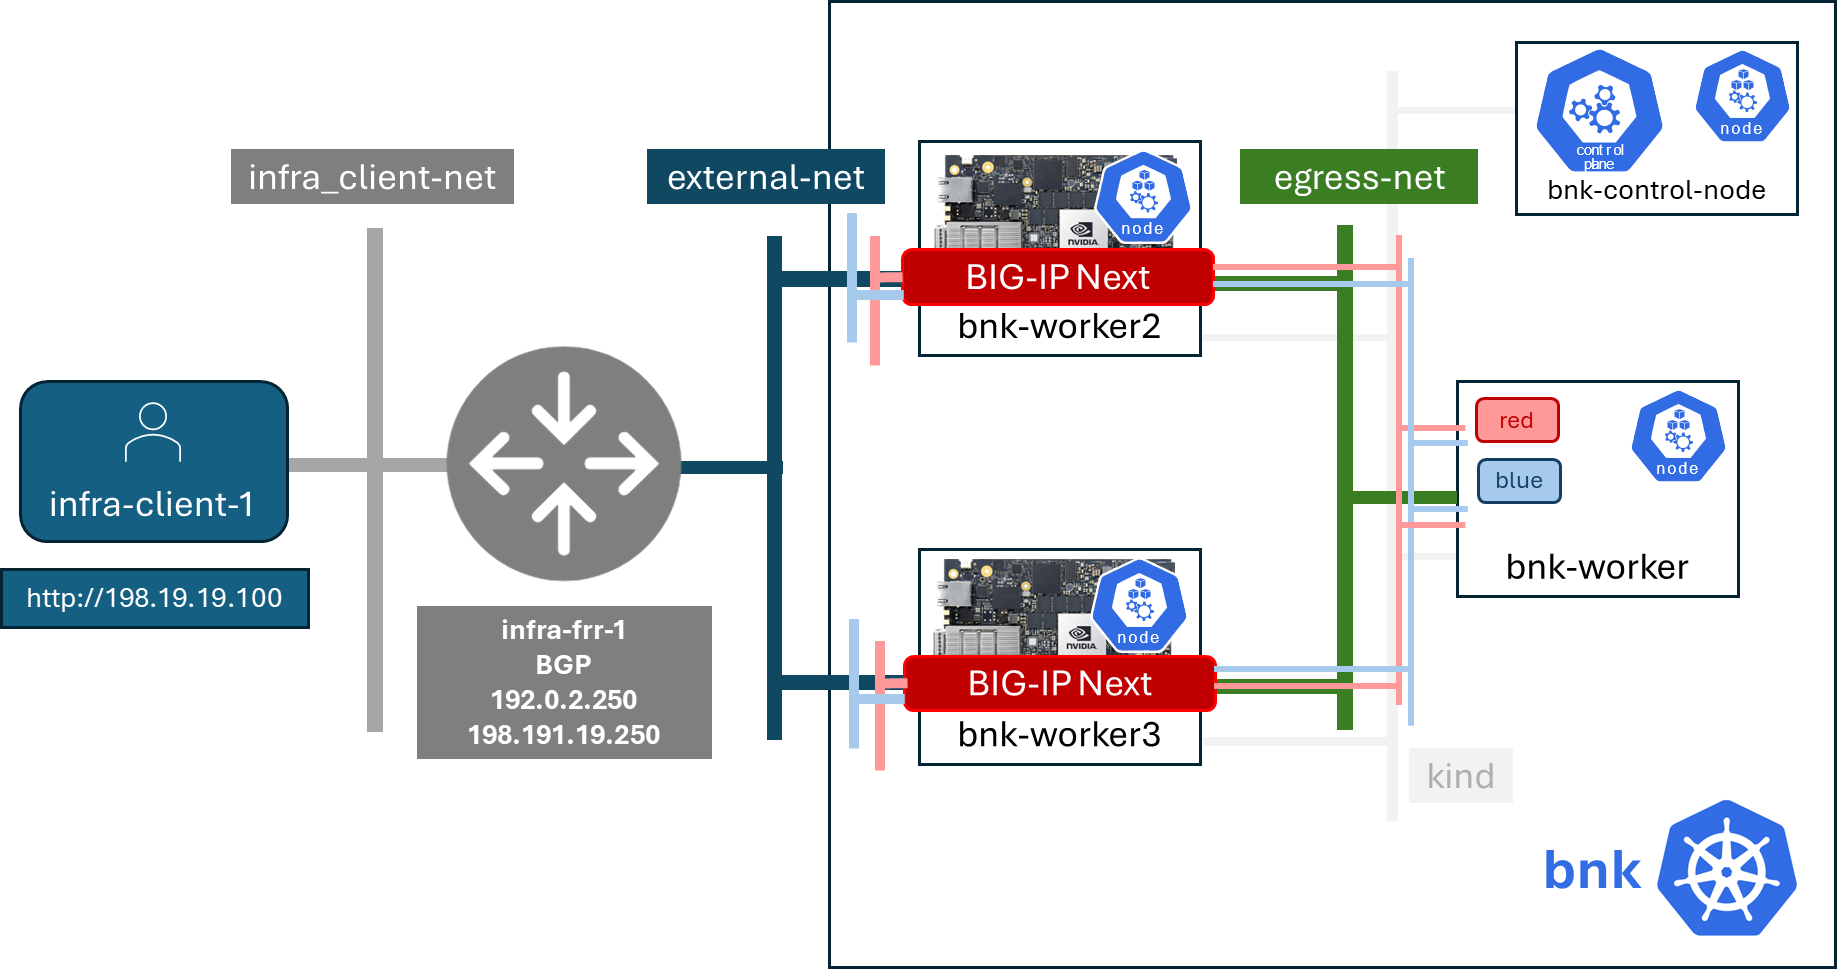 infra_client-net
external-net
egress-net
control
plane
node
bnk-control-node
node
NVIDIA
BIG-IP Next
bnk-worker2
infra-client-1
http://198.19.19.100
infra-frr-1
BGP
192.0.2.250
198.191.19.250
red
blue
node
bnk-worker
node
NVIDIA
BIG-IP Next
bnk-worker3
kind
bnk